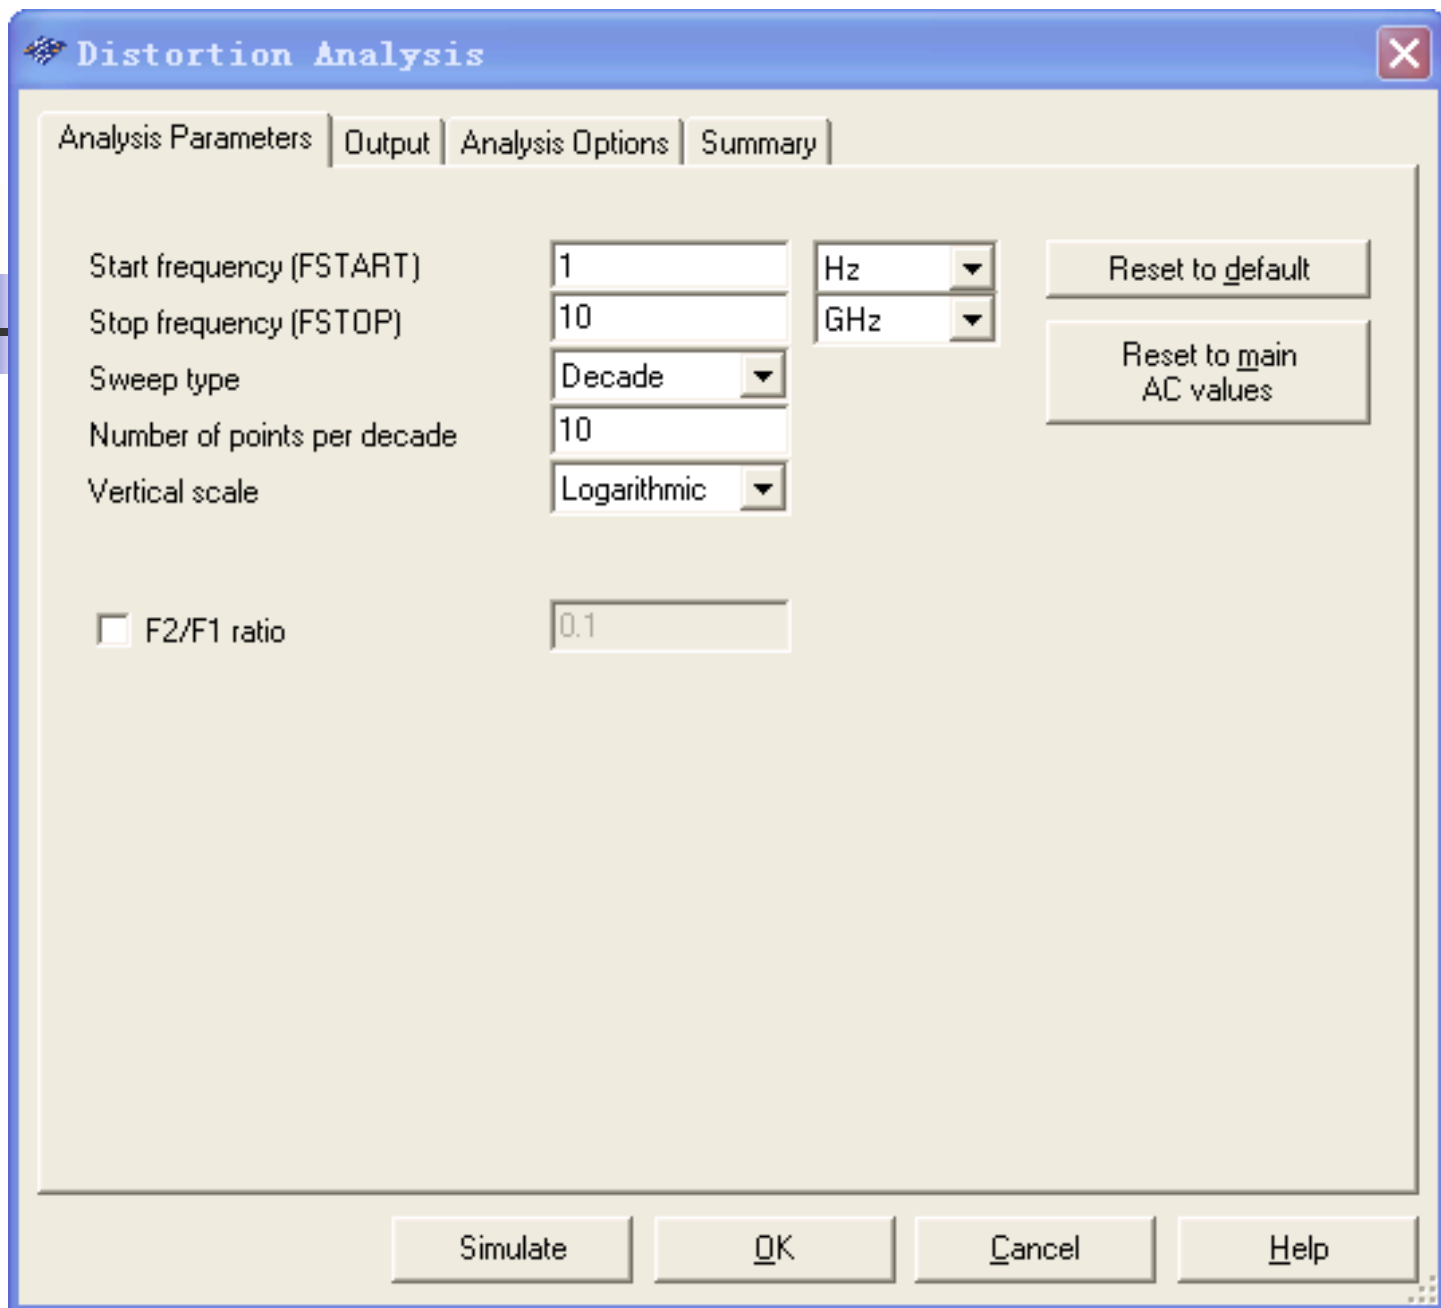 Distortion Analysis
Analysis Parameters Output Analysis Options Summary
Start frequency (FSTART) 1 Hz Reset to default
Stop frequency (FSTOP) 10 GHz
Reset to main
AC values
Sweep type Decade
Number of points per decade 10
Vertical scale Logarithmic
F2/F1 ratio 0.1
Simulate OK Cancel Help